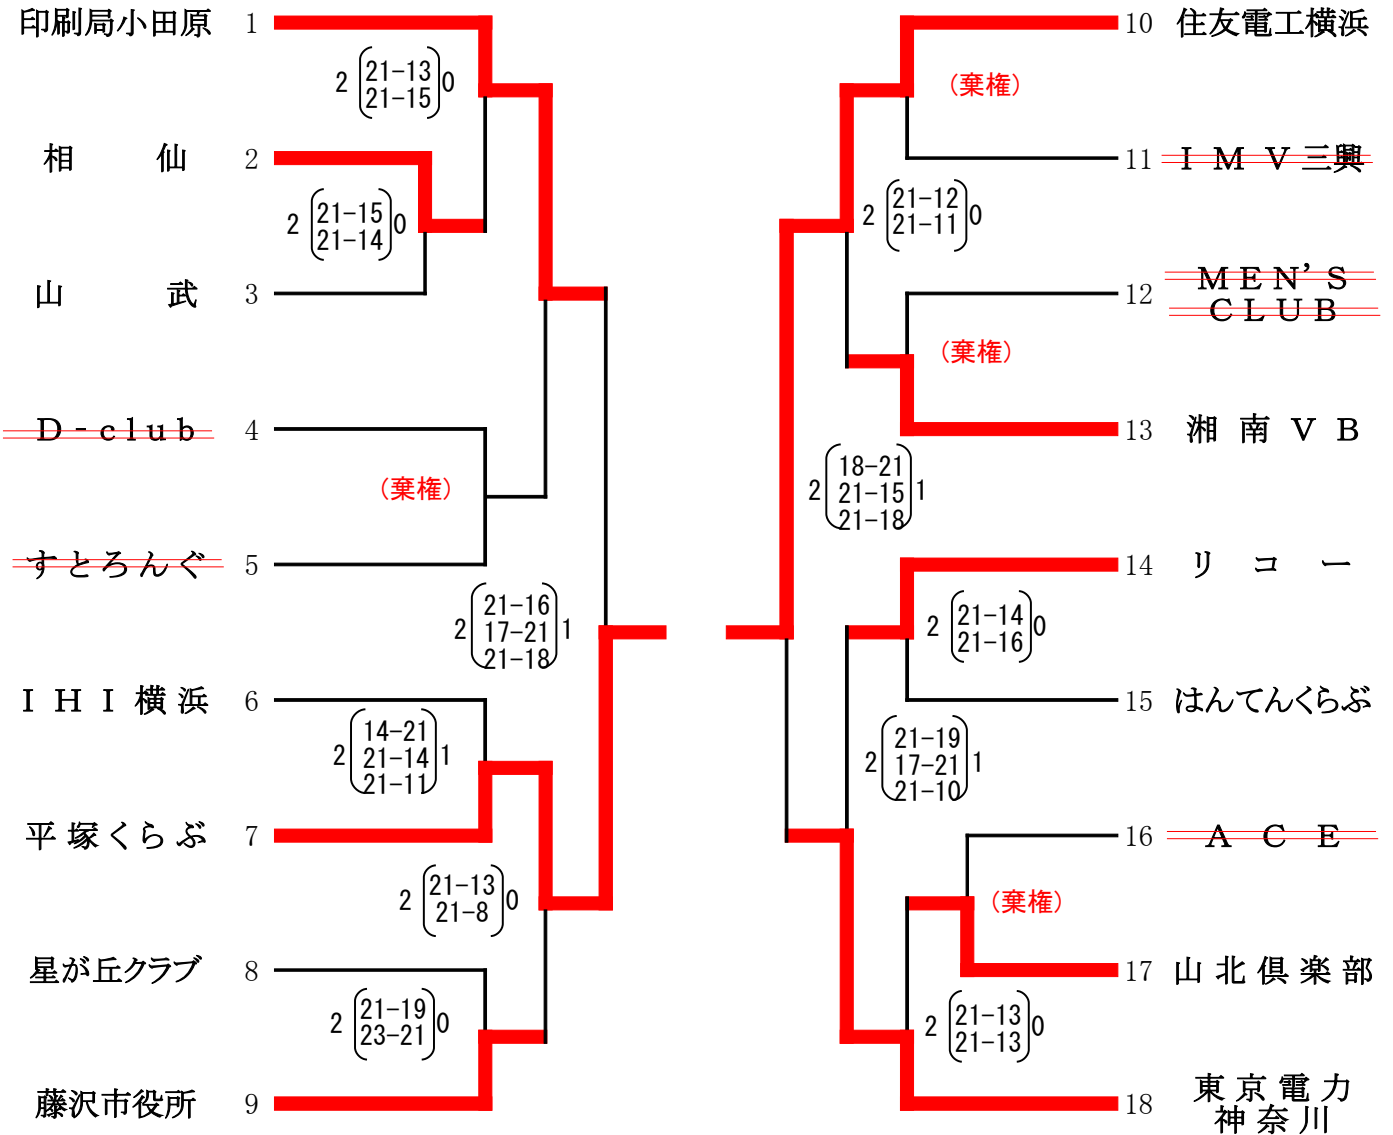 印刷局小田原 1
2 21-13 0
21-15
相 仙 2
2 21-15 0
21-14
山 武 3
D-club 4
(棄権)
すとろんぐ 5
21-16
2 17-21 1
21-18
IHI横浜 6
14-21
2 21-14 1
21-11
平塚くらぶ 7
2 21-13 0
21-8
星が丘クラブ 8
2 21-19 0
23-21
藤沢市役所 9
10 住友電工横浜
(棄権)
11 IMV三興
2 21-12 0
21-11
MEN'S
12
CLUB
(棄権)
13 湘南VB
18-21
2 21-15 1
21-18
14 リコー
2 21-14 0
21-16
15 はんてんくらぶ
21-19
2 17-21 1
21-10
16 ACE
(棄権)
17 山北倶楽部
2 21-13 0
21-13
東京電力
18
神奈川